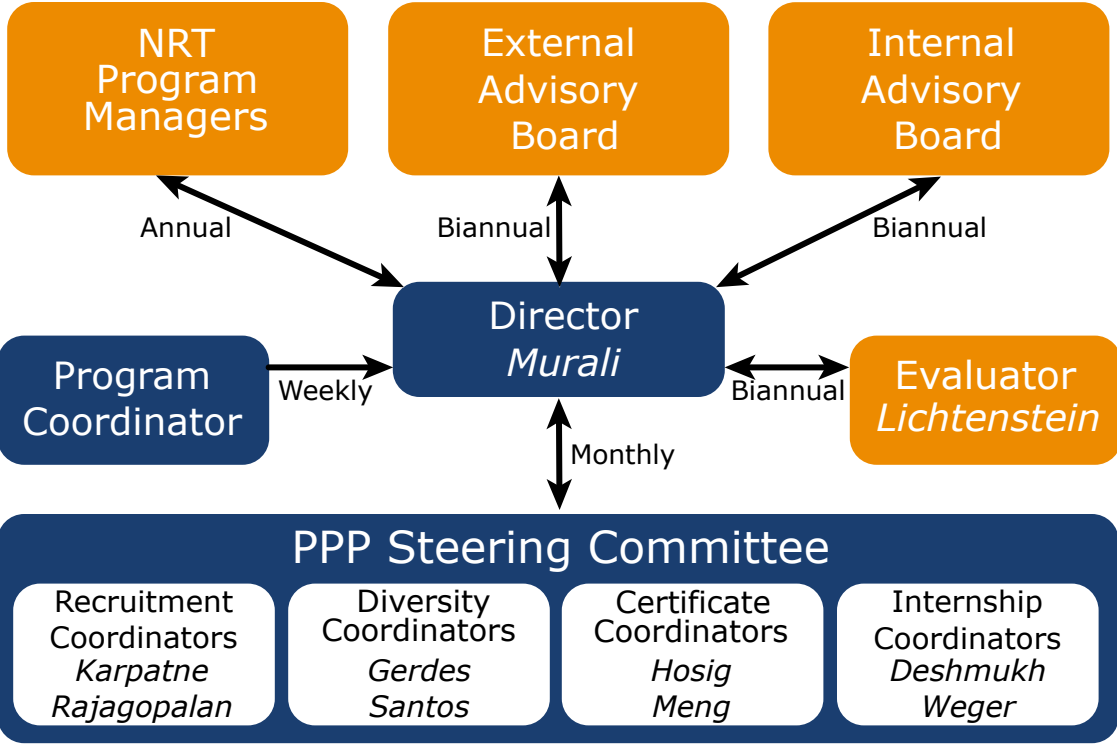 NRT
Program
Managers
External
Advisory
Board
Internal
Advisory
Board
Annual
Biannual
Biannual
Director
Murali
Program
Coordinator
Weekly
Biannual
Evaluator
Lichtenstein
Monthly
PPP Steering Committee
Recruitment
Coordinators
Karpatne
Rajagopalan
Diversity
Coordinators
Gerdes
Santos
Certificate
Coordinators
Hosig
Meng
Internship
Coordinators
Deshmukh
Weger